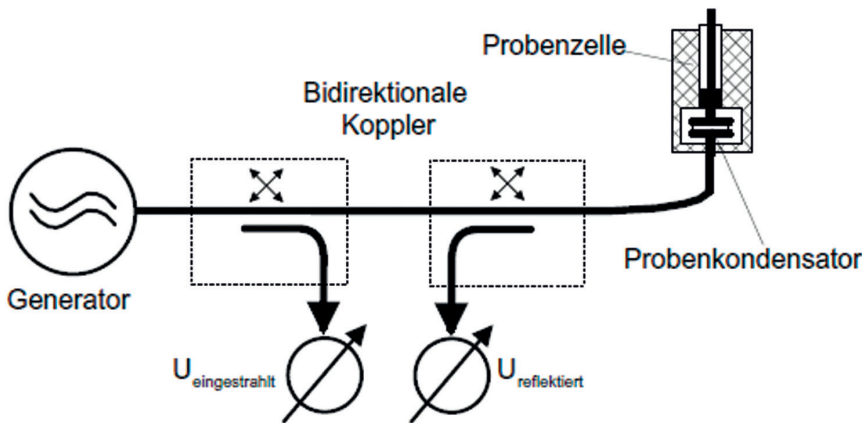 Probenzelle
Bidirektionale
Koppler
Probenkondensator
Generator
U eingestrahlt
U reflektiert